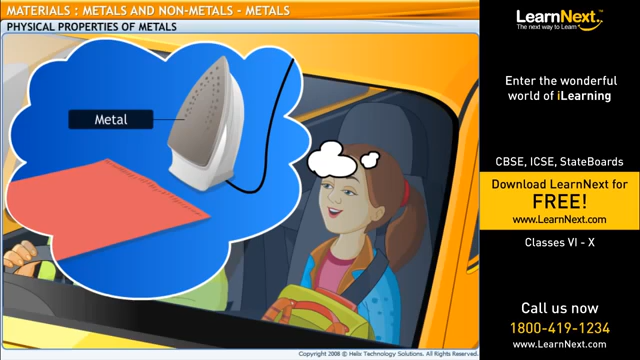 MATERIALS : METALS AND NON-METALS - METALS
PHYSICAL PROPERTIES OF METALS
Metal
Copyright 2008 © Helix Technology Solutions. All Rights Reserved.
LearnNext™
The next way to Learn
Enter the wonderful
world of iLearning
CBSE, ICSE, StateBoards
Download LearnNext for
FREE!
www.LearnNext.com
Classes VI - X
Call us now
1800-419-1234
www.LearnNext.com